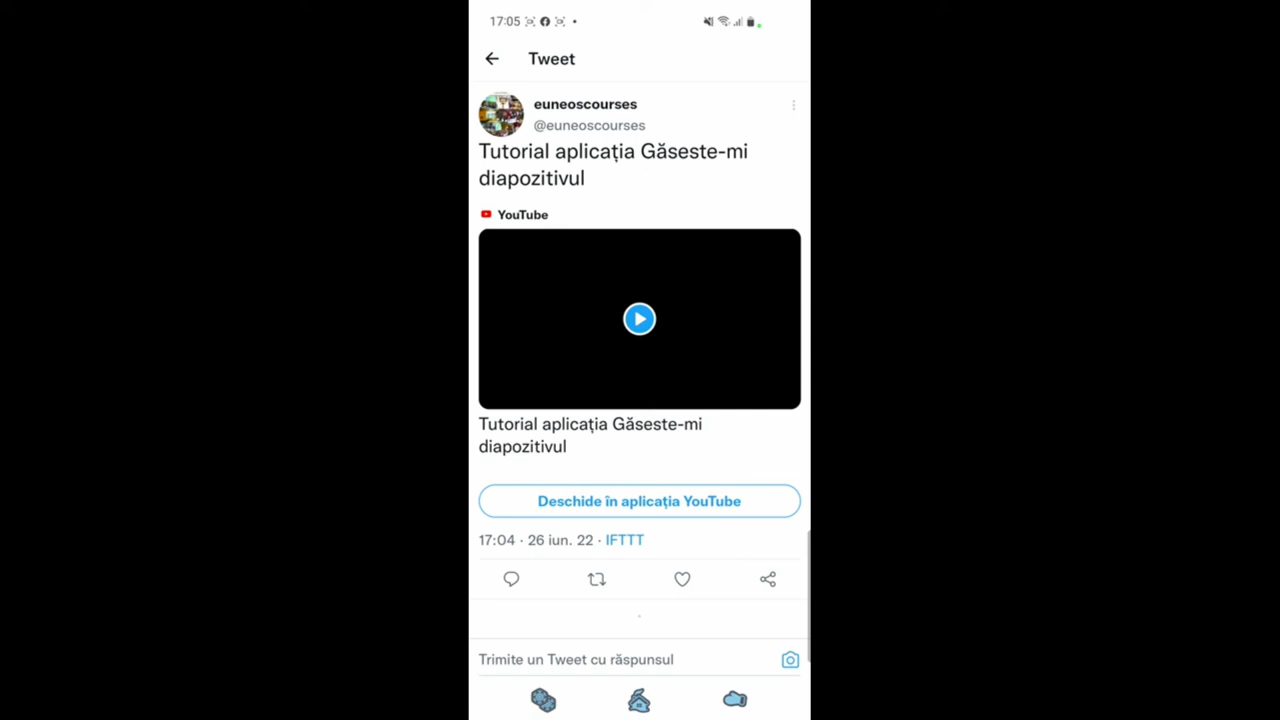 17:05
Tweet
euneoscourses
@euneoscourses
Tutorial aplicația Găseste-mi
diapozitivul
YouTube
Tutorial aplicația Găseste-mi
diapozitivul
Deschide în aplicația YouTube
17:04 · 26 iun. 22 · IFTTT
Trimite un Tweet cu răspunsul